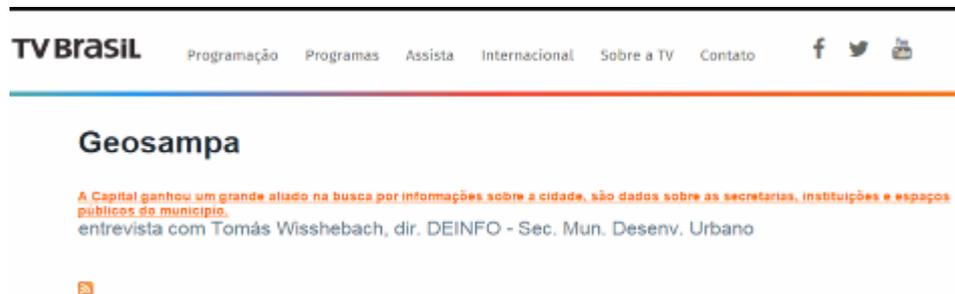 TV BRASIL
Programação Programas Assista Internacional Sobre a TV Contato
Geosampa
A Capital ganhou um grande aliado na busca por informações sobre a cidade, são dados sobre as secretarias, instituições e espaços
públicos do município.
entrevista com Tomás Wisshebach, dir. DEINFO - Sec. Mun. Desenv. Urbano